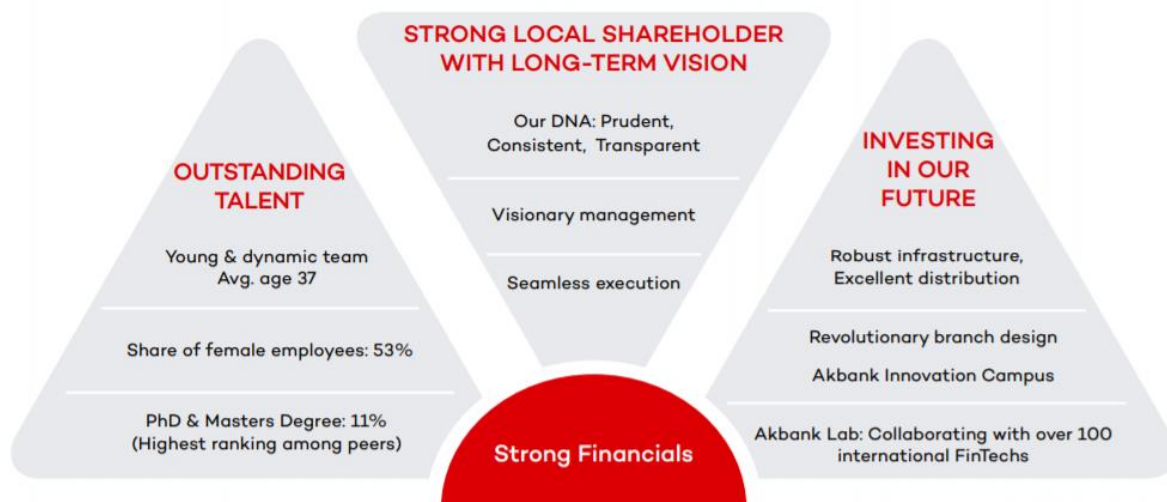 OUTSTANDING
TALENT
Young & dynamic team
Avg. age 37
Share of female employees: 53%
PhD & Masters Degree: 11%
(Highest ranking among peers)
STRONG LOCAL SHAREHOLDER
WITH LONG-TERM VISION
Our DNA: Prudent,
Consistent, Transparent
Visionary management
Seamless execution
Strong Financials
INVESTING
IN OUR
FUTURE
Robust infrastructure,
Excellent distribution
Revolutionary branch design
Akbank Innovation Campus
Akbank Lab: Collaborating with over 100
international FinTechs